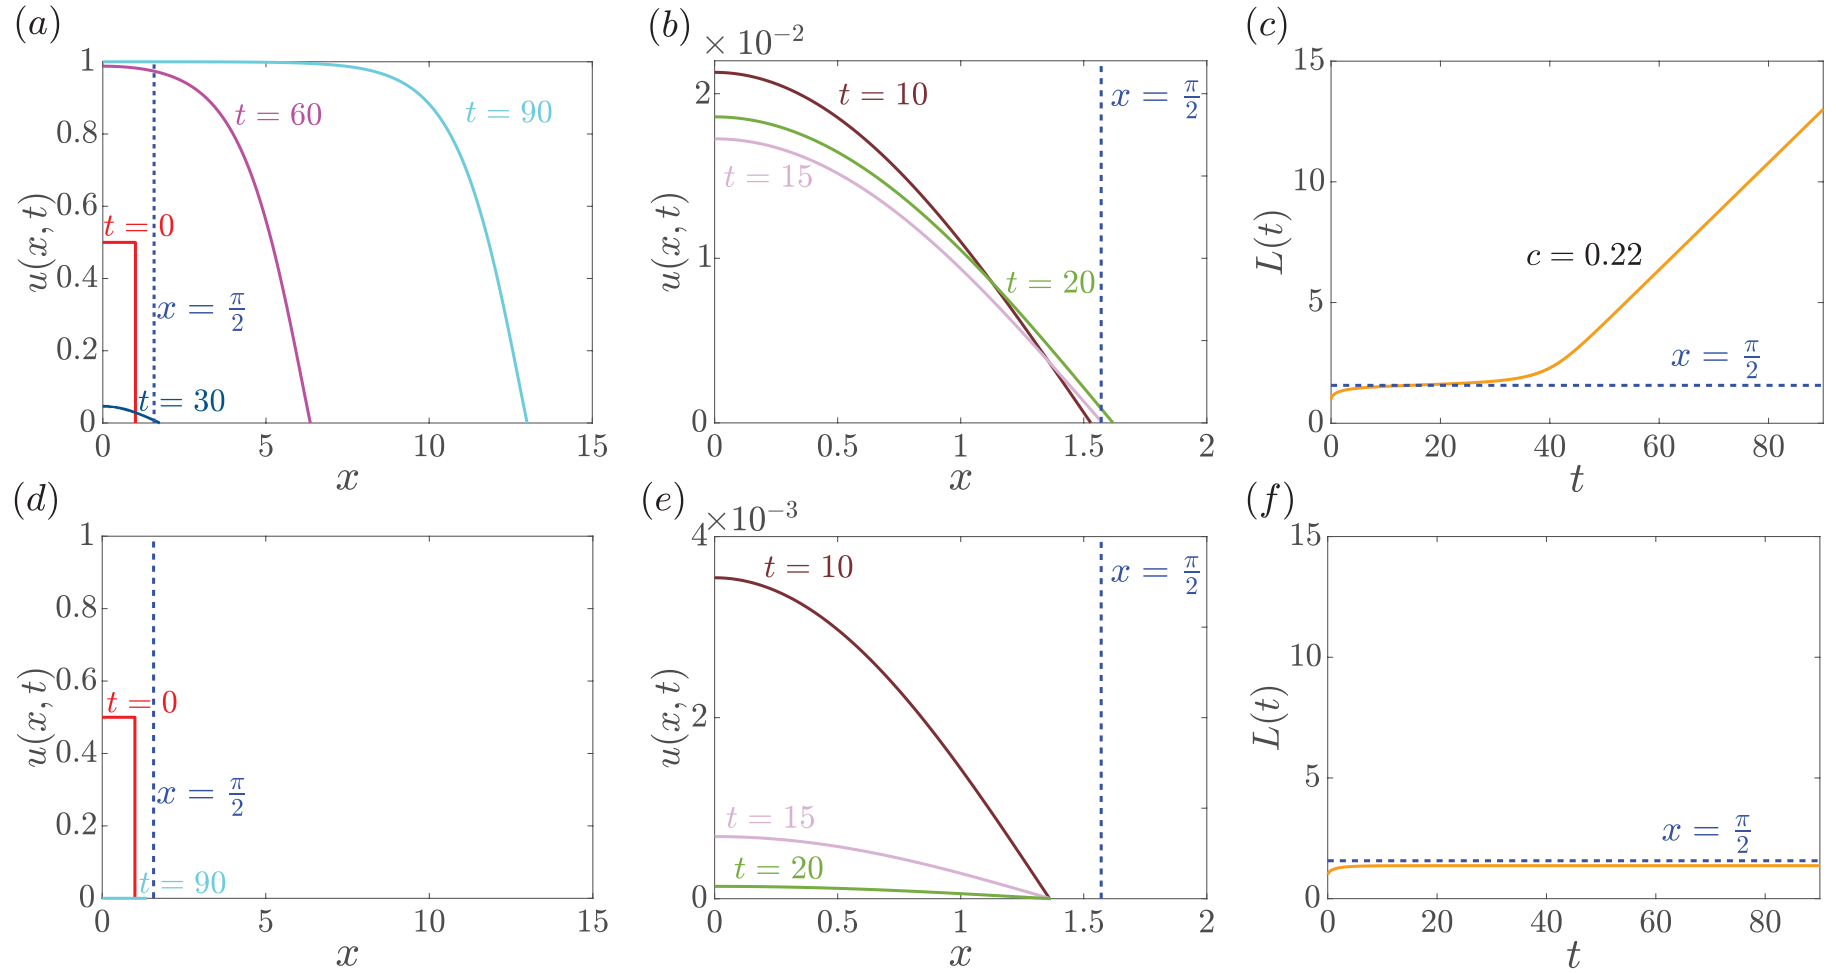 (a)
1
0.8
0.6
0.4
0.2
0
0
5
10
15
u(x, t)
x
t = 0
t = 30
t = 60
t = 90
x = π/2
(b)
× 10⁻²
2
1
0
0
0.5
1
1.5
2
u(x, t)
x
t = 10
t = 15
t = 20
x = π/2
(c)
15
10
5
0
0
20
40
60
80
L(t)
t
c = 0.22
x = π/2
(d)
1
0.8
0.6
0.4
0.2
0
0
5
10
15
u(x, t)
x
t = 0
t = 90
x = π/2
(e)
×10⁻³
4
2
0
0
0.5
1
1.5
2
u(x, t)
x
t = 10
t = 15
t = 20
x = π/2
(f)
15
10
5
0
0
20
40
60
80
L(t)
t
x = π/2